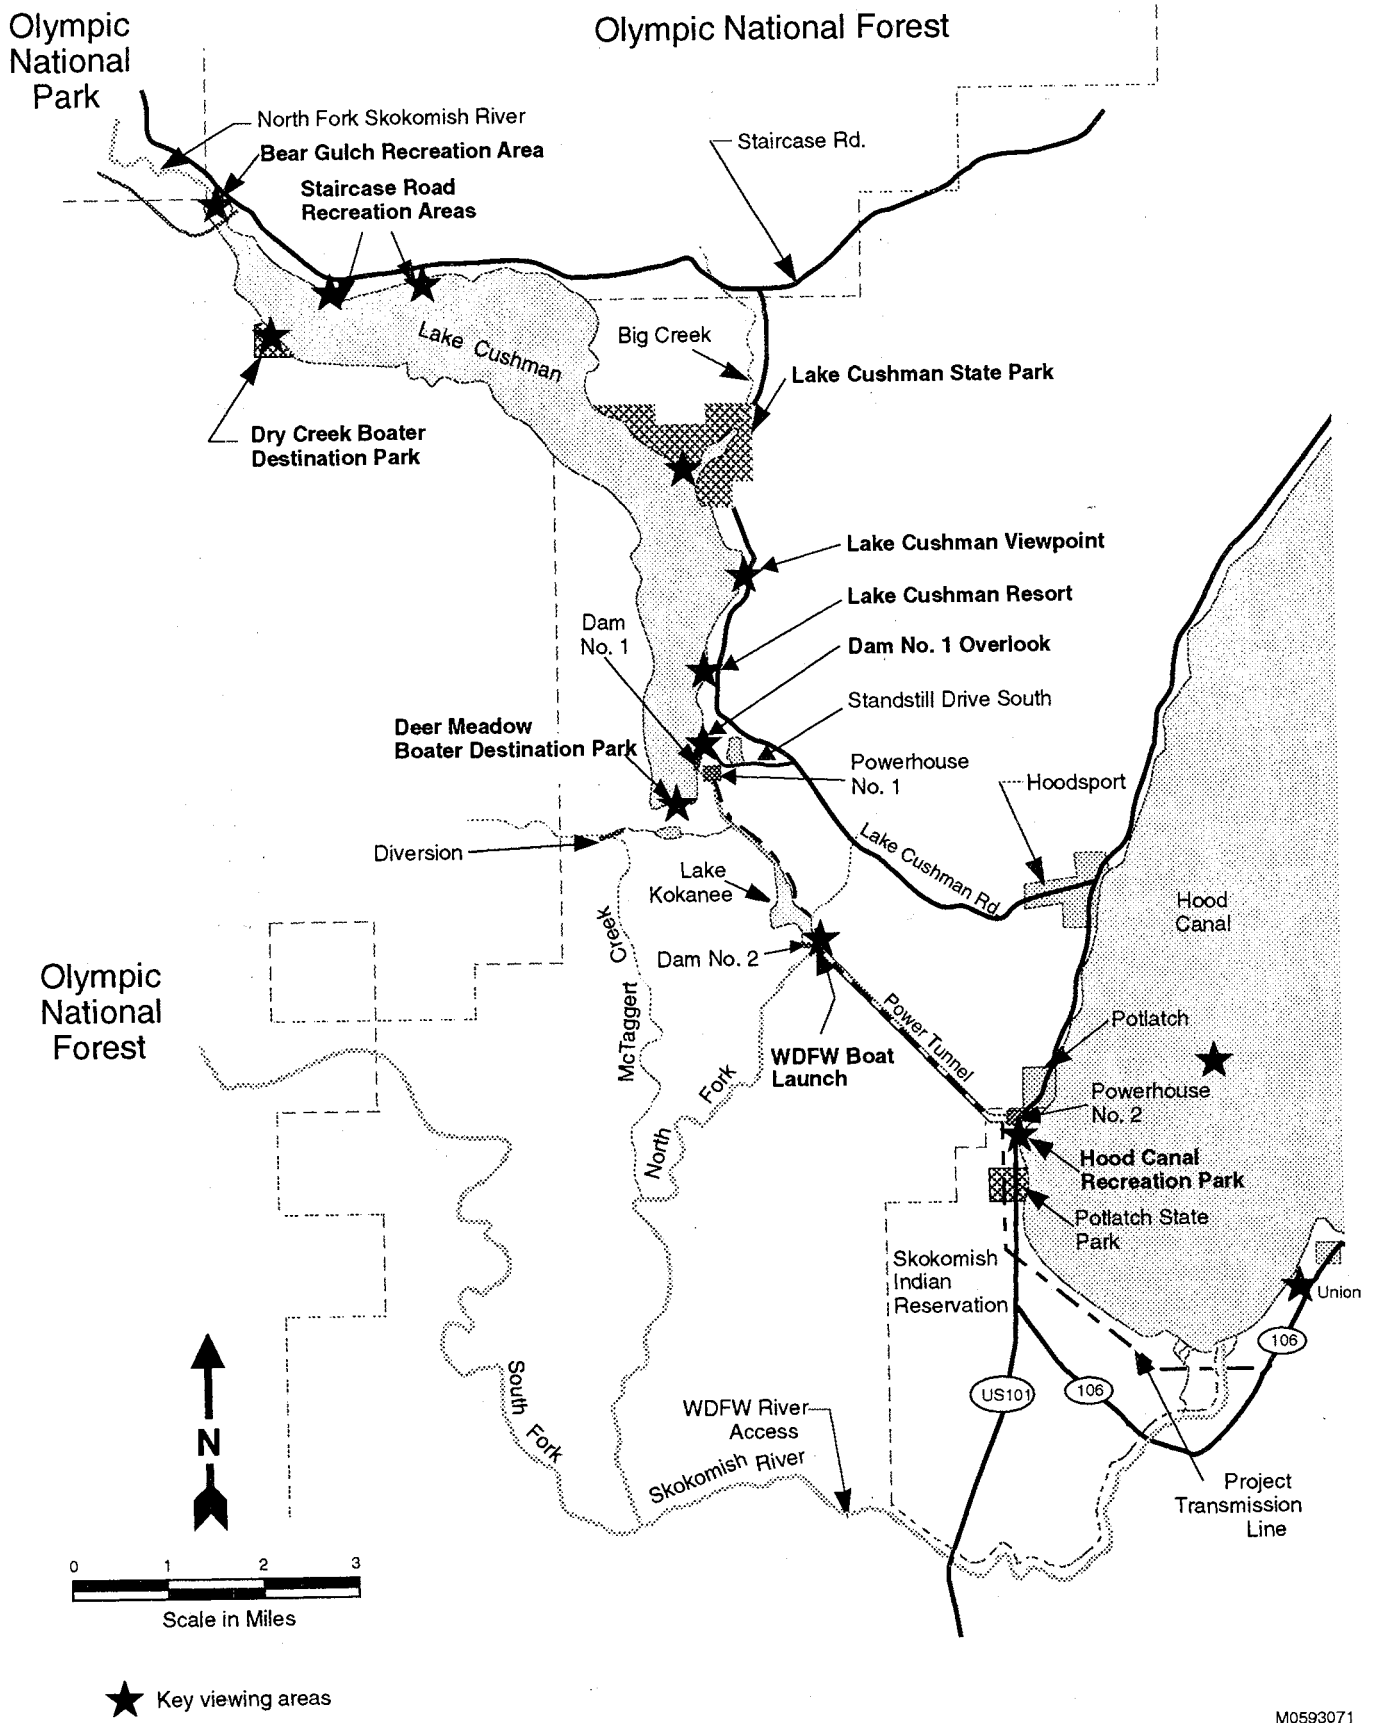 Olympic
National
Park
Olympic National Forest
North Fork Skokomish River
Bear Gulch Recreation Area
Staircase Road
Recreation Areas
Staircase Rd.
Lake Cushman
Big Creek
Lake Cushman State Park
Dry Creek Boater
Destination Park
Lake Cushman Viewpoint
Lake Cushman Resort
Dam
No. 1
Dam No. 1 Overlook
Standstill Drive South
Deer Meadow
Boater Destination Park
Powerhouse
No. 1
Hoodsport
Diversion
Lake Cushman Rd.
Lake
Kokanee
Hood
Canal
McTaggert Creek
Dam No. 2
Olympic
National
Forest
Power Tunnel
Potlatch
WDFW Boat
Launch
North Fork
Powerhouse
No. 2
Hood Canal
Recreation Park
Potlatch State
Park
Skokomish
Indian
Reservation
Union
106
US101
106
South Fork
WDFW River
Access
Skokomish River
N
Project
Transmission
Line
0 1 2 3
Scale in Miles
Key viewing areas
M0593071